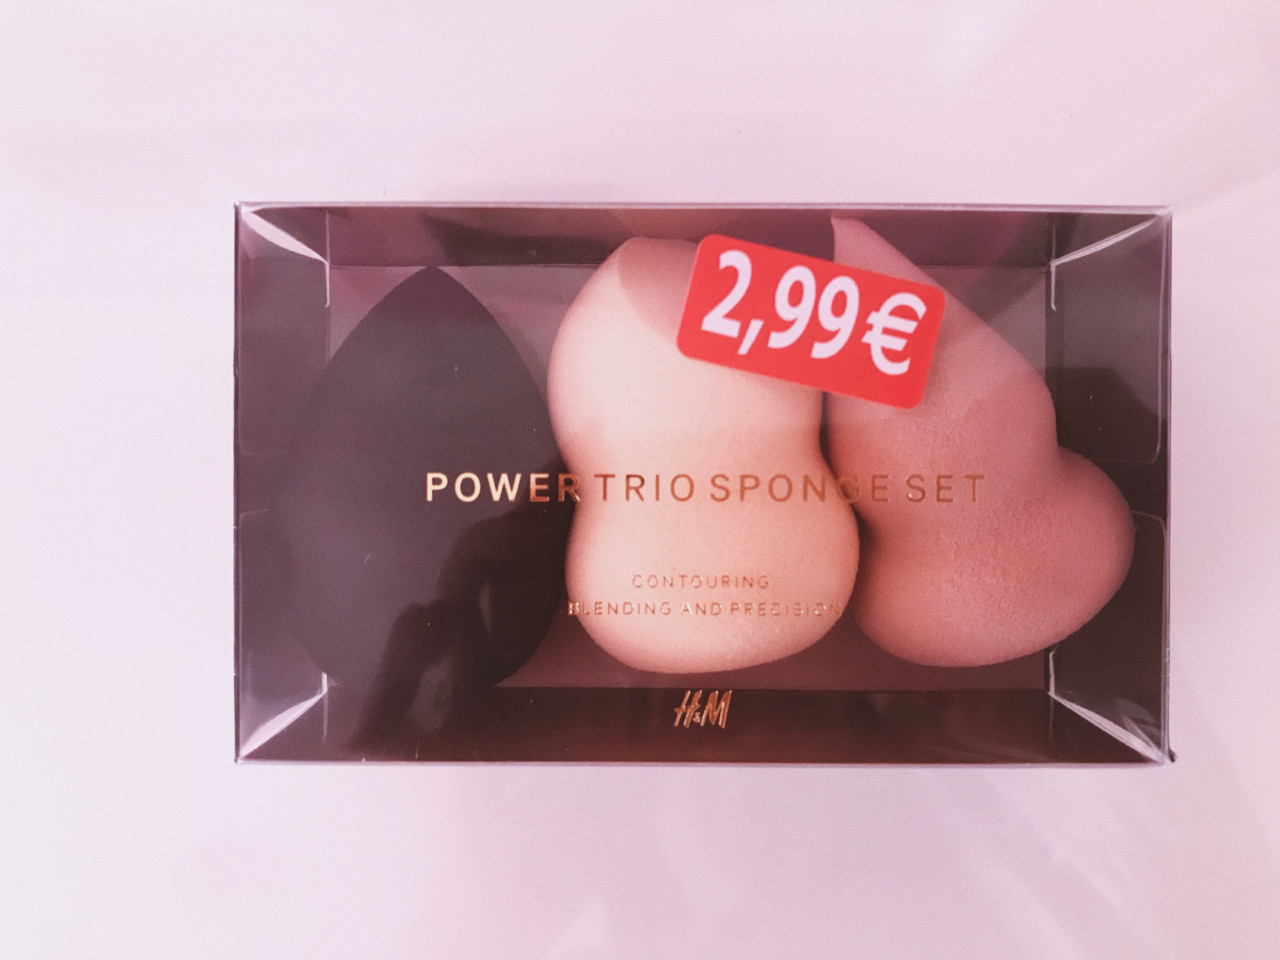 2,99€
POWER TRIO SPONGE SET
CONTOURING
BLENDING AND PRECISION
H&M